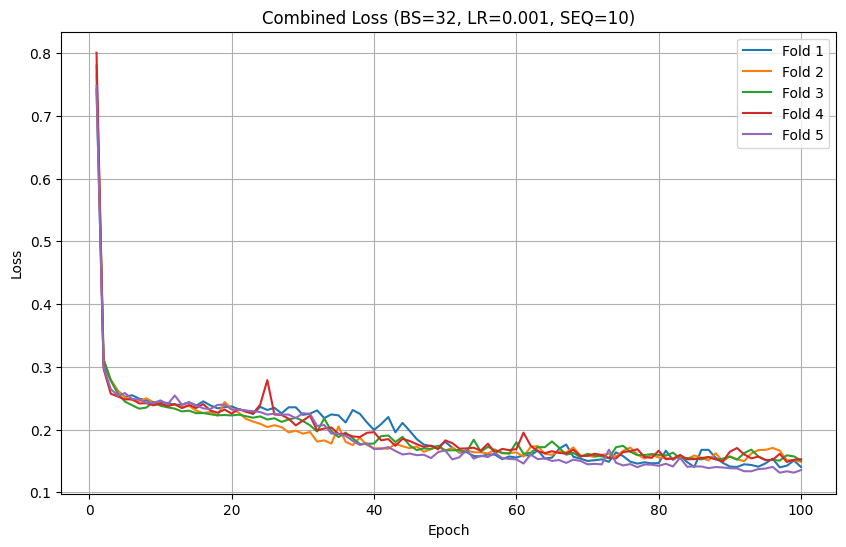 Combined Loss (BS=32, LR=0.001, SEQ=10)
Fold 1
Fold 2
Fold 3
Fold 4
Fold 5
Loss
0.8
0.7
0.6
0.5
0.4
0.3
0.2
0.1
0
20
40
60
80
100
Epoch